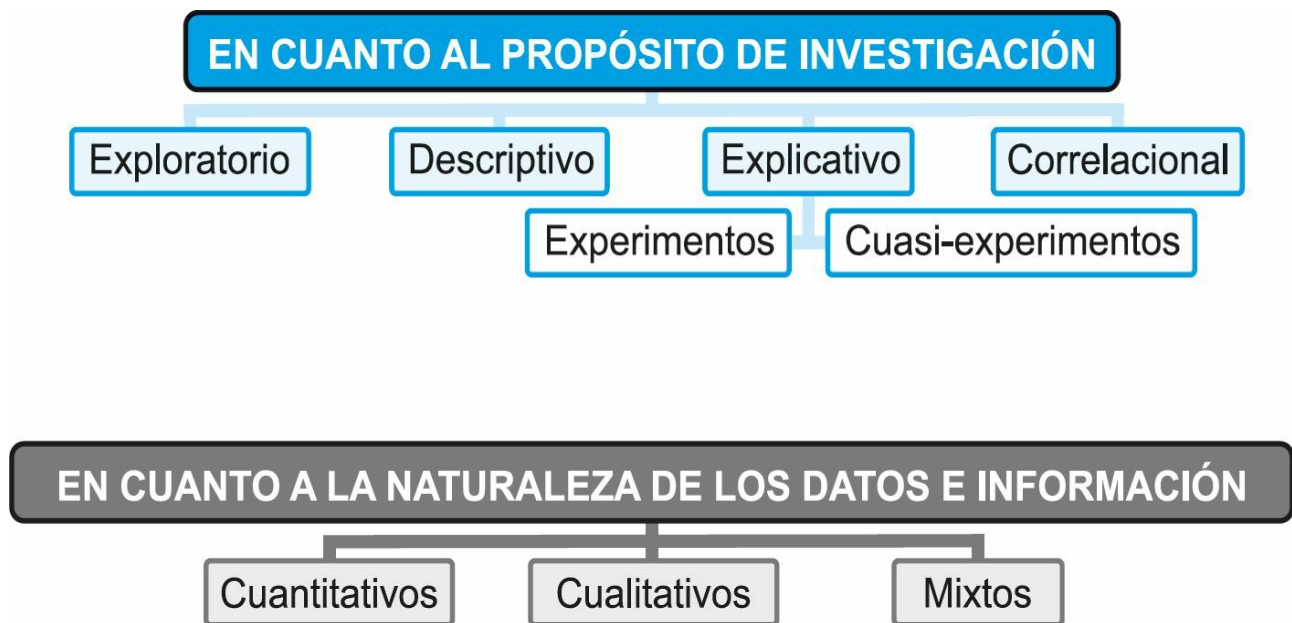 EN CUANTO AL PROPÓSITO DE INVESTIGACIÓN
Exploratorio
Descriptivo
Explicativo
Correlacional
Experimentos
Cuasi-experimentos
EN CUANTO A LA NATURALEZA DE LOS DATOS E INFORMACIÓN
Cuantitativos
Cualitativos
Mixtos